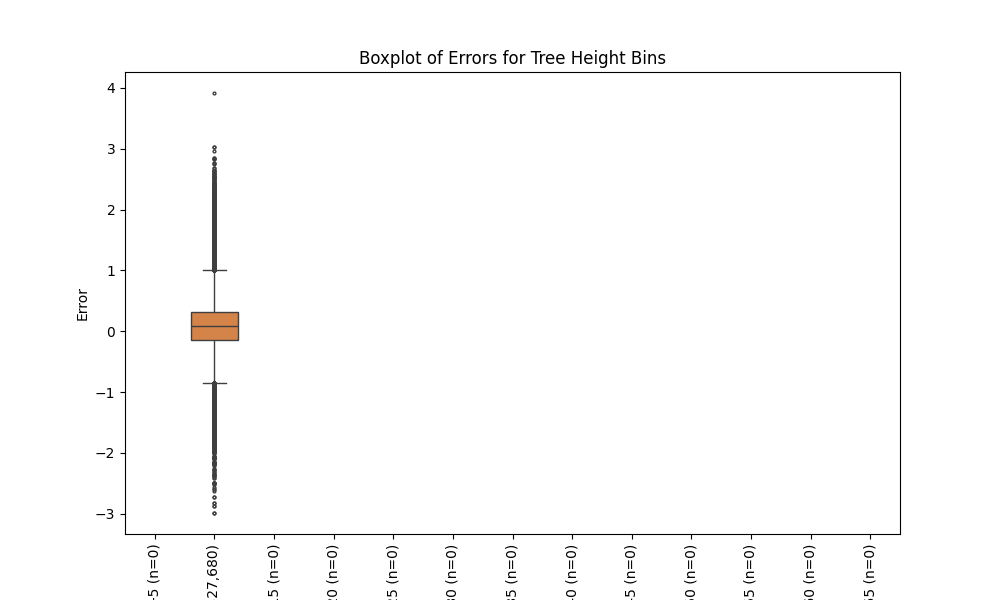 Boxplot of Errors for Tree Height Bins
4
3
2
1
0
−1
−2
−3
Error
5 (n=0)
27,680)
5 (n=0)
0 (n=0)
5 (n=0)
0 (n=0)
5 (n=0)
0 (n=0)
5 (n=0)
0 (n=0)
5 (n=0)
0 (n=0)
5 (n=0)